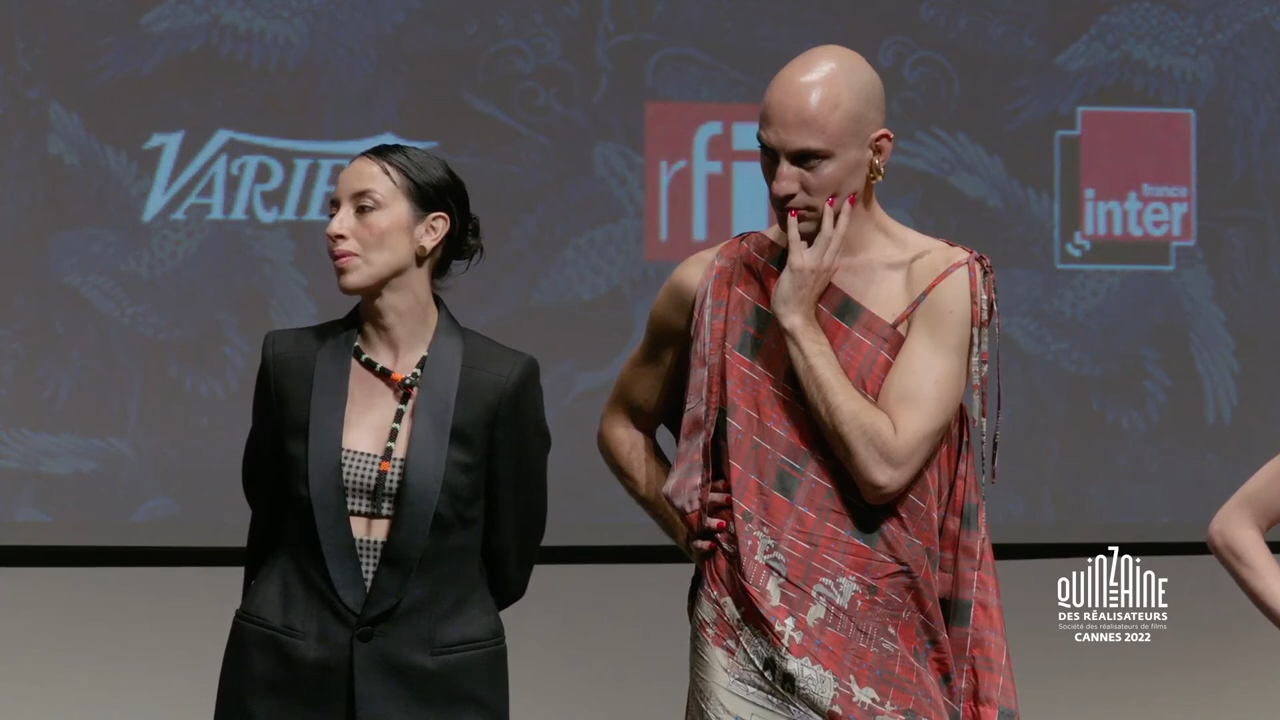 VARIE
rfi
france
inter
QUINZAINE
DES RÉALISATEURS
Société des réalisateurs de films
CANNES 2022